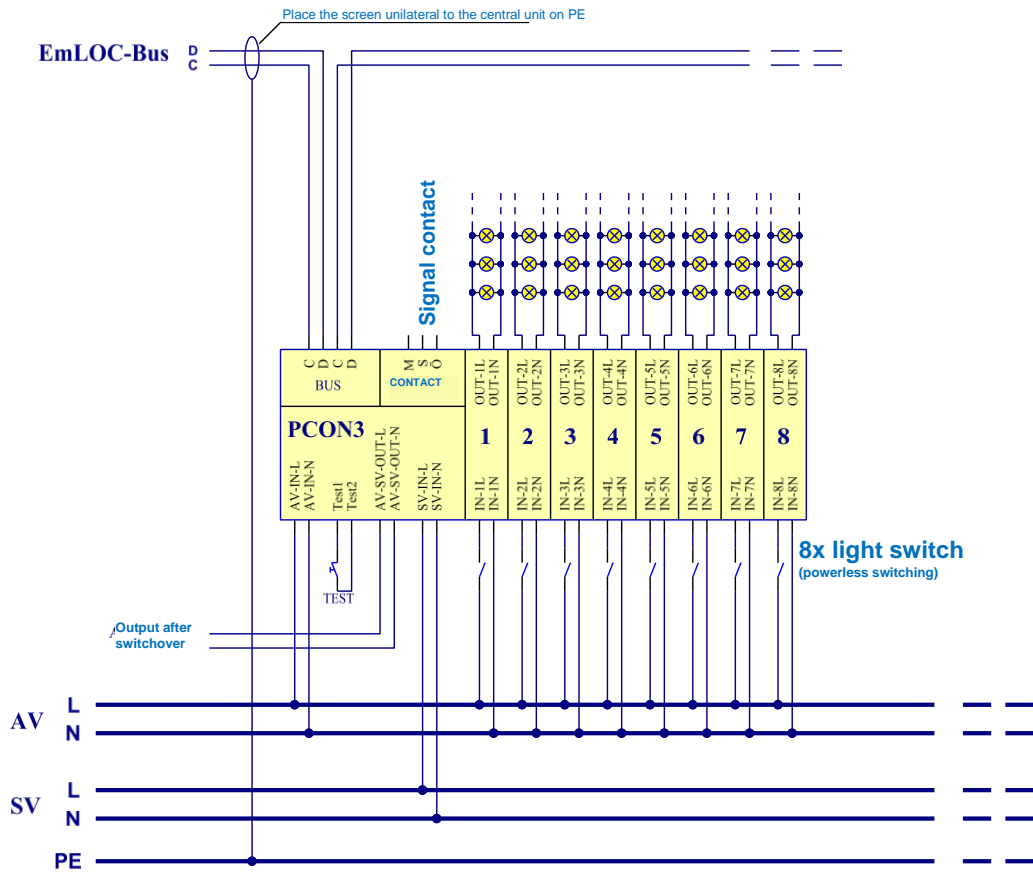 Place the screen unilateral to the central unit on PE
EmLOC-Bus
D
C
Signal contact
C
D
C
D
BUS
M
S
Ö
CONTACT
OUT-1L
OUT-1N
OUT-2L
OUT-2N
OUT-3L
OUT-3N
OUT-4L
OUT-4N
OUT-5L
OUT-5N
OUT-6L
OUT-6N
OUT-7L
OUT-7N
OUT-8L
OUT-8N
PCON3
1
2
3
4
5
6
7
8
AV-IN-L
AV-IN-N
Test1
Test2
AV-SV-OUT-L
AV-SV-OUT-N
SV-IN-L
SV-IN-N
IN-1L
IN-1N
IN-2L
IN-2N
IN-3L
IN-3N
IN-4L
IN-4N
IN-5L
IN-5N
IN-6L
IN-6N
IN-7L
IN-7N
IN-8L
IN-8N
8x light switch
(powerless switching)
TEST
Output after
switchover
AV
L
N
SV
L
N
PE